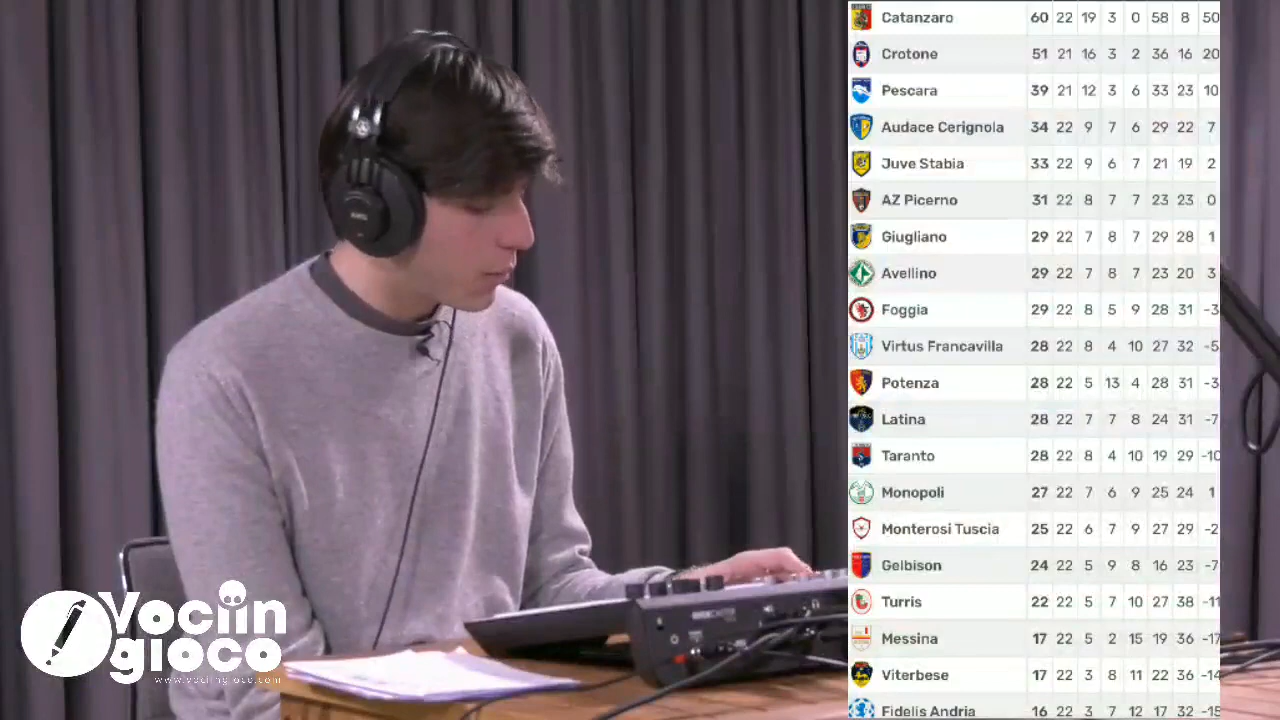 Catanzaro 60 22 19 3 0 58 8 50
Crotone 51 21 16 3 2 36 16 20
Pescara 39 21 12 3 6 33 23 10
Audace Cerignola 34 22 9 7 6 29 22 7
Juve Stabia 33 22 9 6 7 21 19 2
AZ Picerno 31 22 8 7 7 23 23 0
Giugliano 29 22 7 8 7 29 28 1
Avellino 29 22 7 8 7 23 20 3
Foggia 29 22 8 5 9 28 31 -3
Virtus Francavilla 28 22 8 4 10 27 32 -5
Potenza 28 22 5 13 4 28 31 -3
Latina 28 22 7 7 8 24 31 -7
Taranto 28 22 8 4 10 19 29 -10
Monopoli 27 22 7 6 9 25 24 1
Monterosi Tuscia 25 22 6 7 9 27 29 -2
Gelbison 24 22 5 9 8 16 23 -7
Turris 22 22 5 7 10 27 38 -11
Messina 17 22 5 2 15 19 36 -17
Viterbese 17 22 3 8 11 22 36 -14
Fidelis Andria 16 22 3 7 12 17 32 -15
Vociin
gioco
www.vociingioco.com